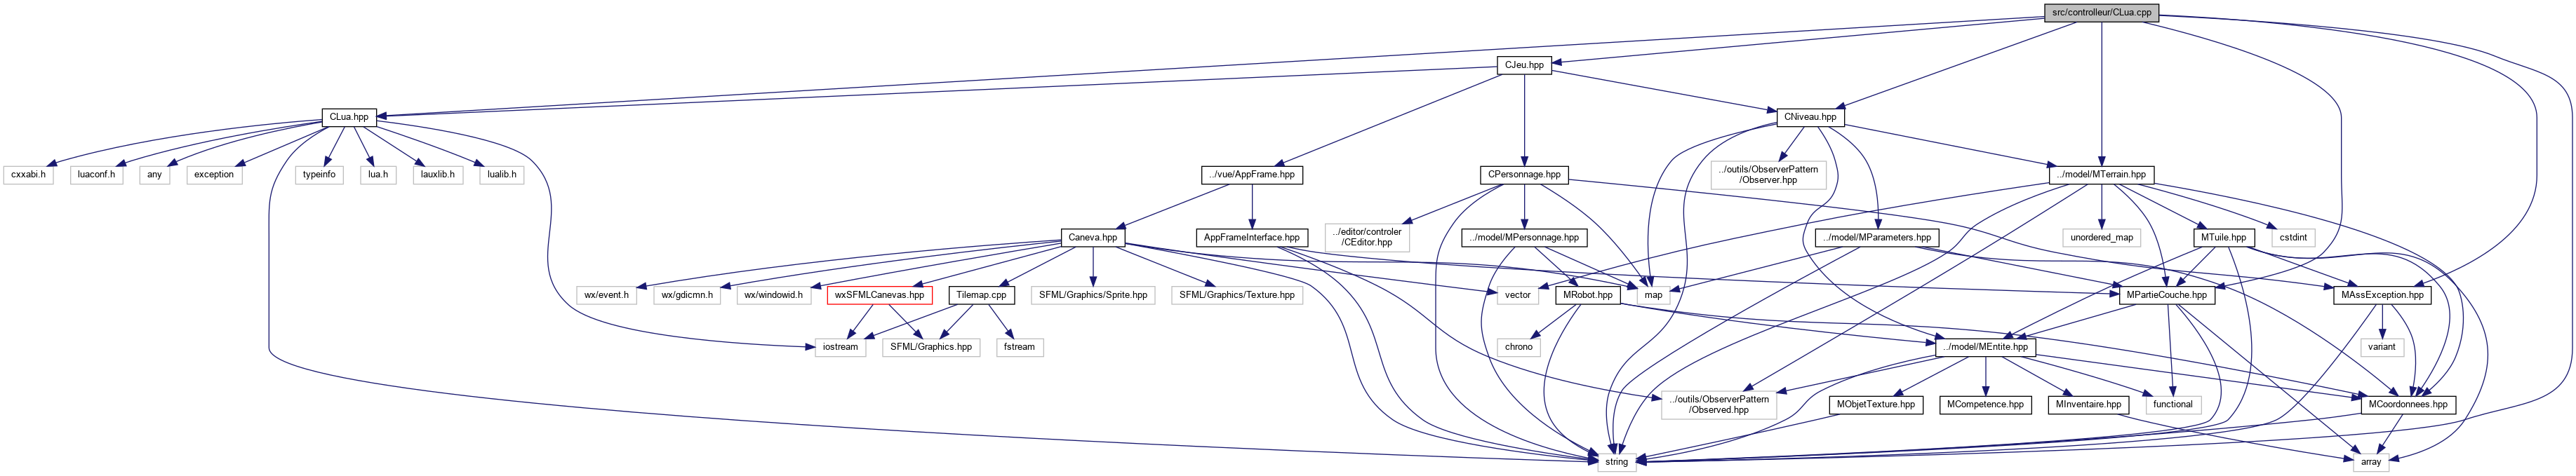 src/controlleur/CLua.cpp
CJeu.hpp
CLua.hpp
CNiveau.hpp
cxxabi.h
luaconf.h
any
exception
typeinfo
lua.h
lauxlib.h
lualib.h
../vue/AppFrame.hpp
CPersonnage.hpp
../outils/ObserverPattern
/Observer.hpp
../model/MTerrain.hpp
Caneva.hpp
AppFrameInterface.hpp
../editor/controler
/CEditor.hpp
../model/MPersonnage.hpp
../model/MParameters.hpp
unordered_map
MTuile.hpp
cstdint
wx/event.h
wx/gdicmn.h
wx/windowid.h
wxSFMLCanevas.hpp
Tilemap.cpp
SFML/Graphics/Sprite.hpp
SFML/Graphics/Texture.hpp
vector
MRobot.hpp
map
MPartieCouche.hpp
MAssException.hpp
iostream
SFML/Graphics.hpp
fstream
chrono
../model/MEntite.hpp
variant
../outils/ObserverPattern
/Observed.hpp
MObjetTexture.hpp
MCompetence.hpp
MInventaire.hpp
functional
MCoordonnees.hpp
string
array